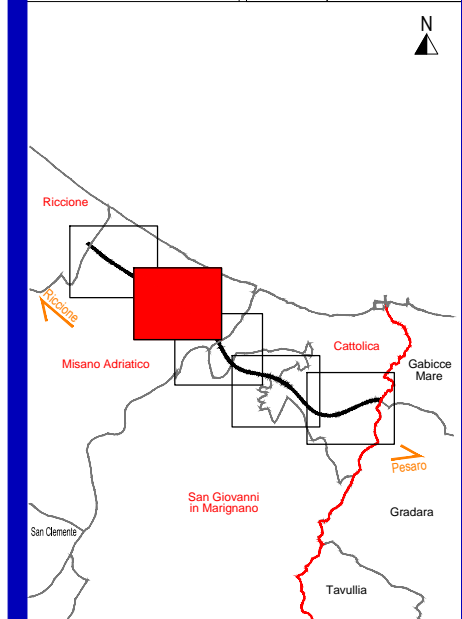 N
Riccione
Riccione
Misano Adriatico
Cattolica
Gabicce
Mare
Pesaro
San Giovanni
in Marignano
Gradara
San Clemente
Tavullia